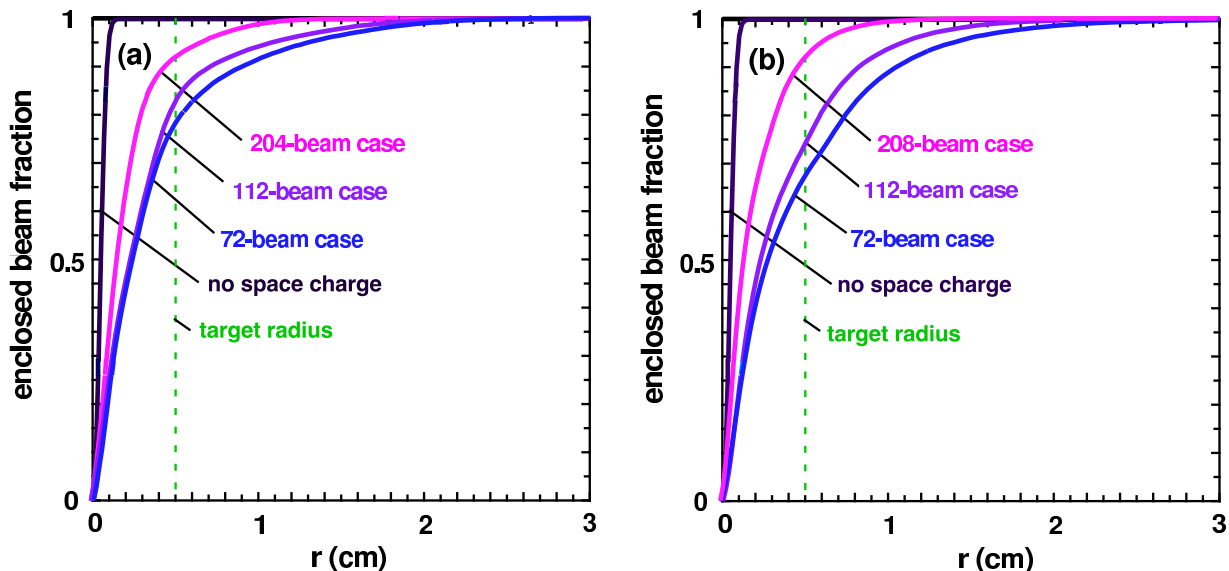 (a)
enclosed beam fraction
1
0.5
0
204-beam case
112-beam case
72-beam case
no space charge
target radius
0
1
2
3
r (cm)
(b)
enclosed beam fraction
1
0.5
0
208-beam case
112-beam case
72-beam case
no space charge
target radius
0
1
2
3
r (cm)